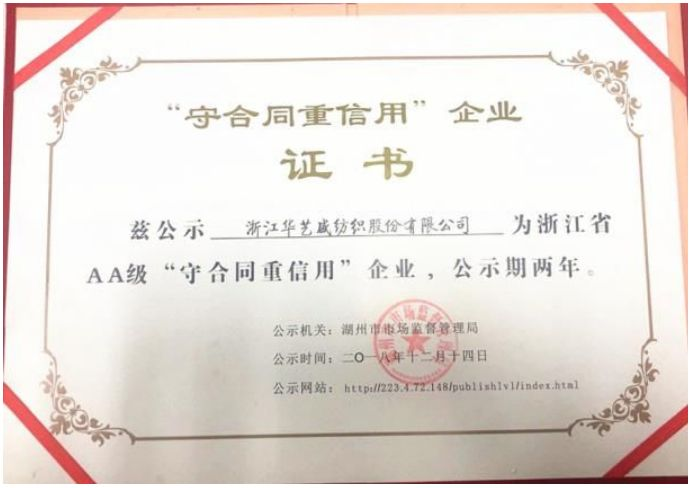 “守合同重信用”企业
证书
兹公示 浙江华艺盛纺织股份有限公司 为浙江省
AA级“守合同重信用”企业，公示期两年。
公示机关：湖州市市场监督管理局
公示时间：二O一八年十二月十四日
公示网站：http://223.4.72.148/publishlvl/index.html